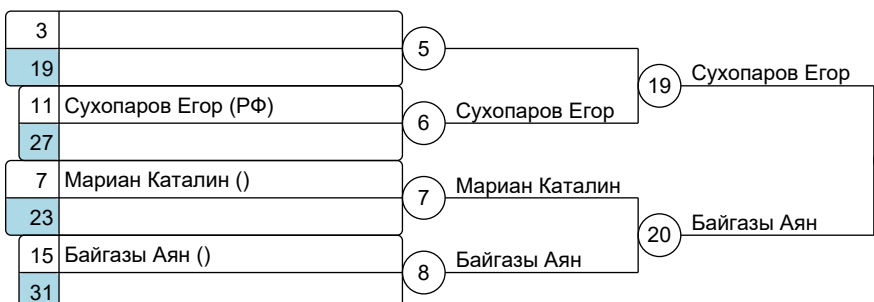 3
19
5
11 Сухопаров Егор (РФ)
27
6
Сухопаров Егор
19
Сухопаров Егор
7 Мариан Каталин ()
23
7
Мариан Каталин
15 Байгазы Аян ()
31
8
Байгазы Аян
20
Байгазы Аян